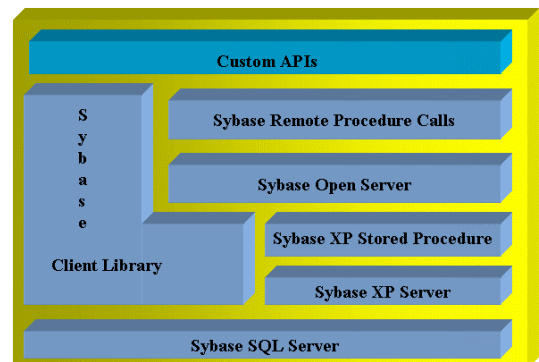 Custom APIs
Sybase
Client Library
Sybase Remote Procedure Calls
Sybase Open Server
Sybase XP Stored Procedure
Sybase XP Server
Sybase SQL Server